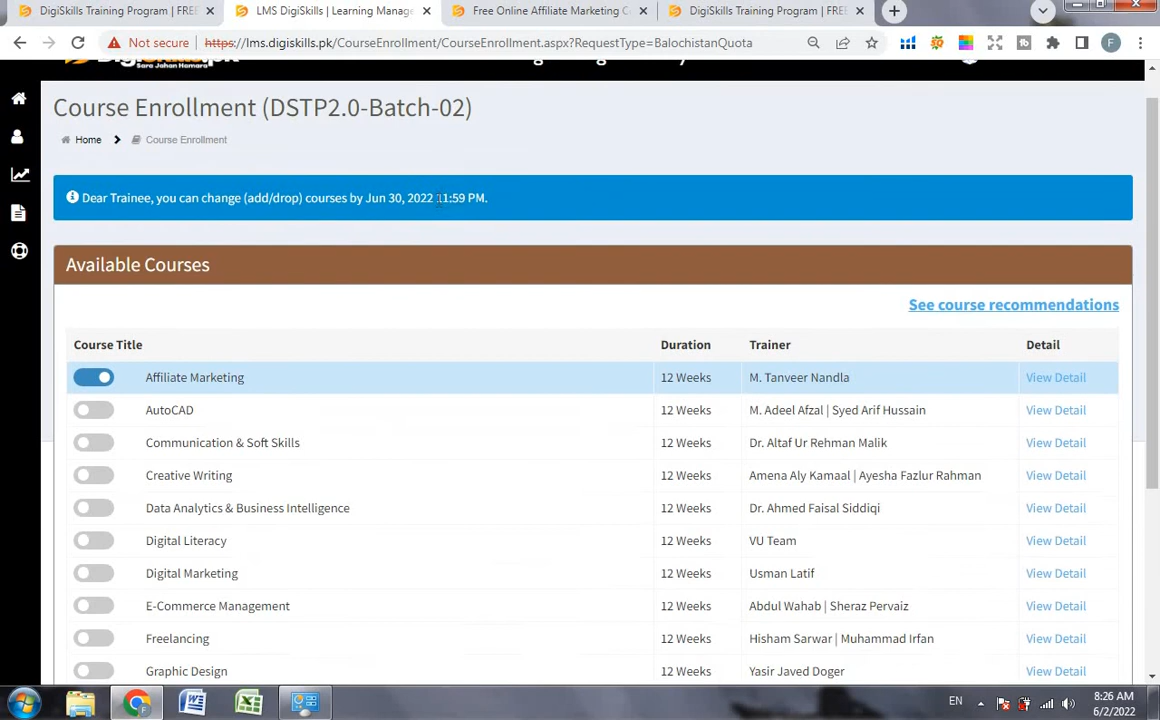 DigiSkills Training Program | FREE
LMS DigiSkills | Learning Manage
Free Online Affiliate Marketing C
DigiSkills Training Program | FREE
Not secure
https://lms.digiskills.pk/CourseEnrollment/CourseEnrollment.aspx?RequestType=BalochistanQuota
F
Sara Jahan Hamara
Course Enrollment (DSTP2.0-Batch-02)
Home Course Enrollment
Dear Trainee, you can change (add/drop) courses by Jun 30, 2022 11:59 PM.
Available Courses
See course recommendations
Course Title Duration Trainer Detail
Affiliate Marketing 12 Weeks M. Tanveer Nandla View Detail
AutoCAD 12 Weeks M. Adeel Afzal | Syed Arif Hussain View Detail
Communication & Soft Skills 12 Weeks Dr. Altaf Ur Rehman Malik View Detail
Creative Writing 12 Weeks Amena Aly Kamaal | Ayesha Fazlur Rahman View Detail
Data Analytics & Business Intelligence 12 Weeks Dr. Ahmed Faisal Siddiqi View Detail
Digital Literacy 12 Weeks VU Team View Detail
Digital Marketing 12 Weeks Usman Latif View Detail
E-Commerce Management 12 Weeks Abdul Wahab | Sheraz Pervaiz View Detail
Freelancing 12 Weeks Hisham Sarwar | Muhammad Irfan View Detail
Graphic Design 12 Weeks Yasir Javed Doger View Detail
EN
8:26 AM
6/2/2022